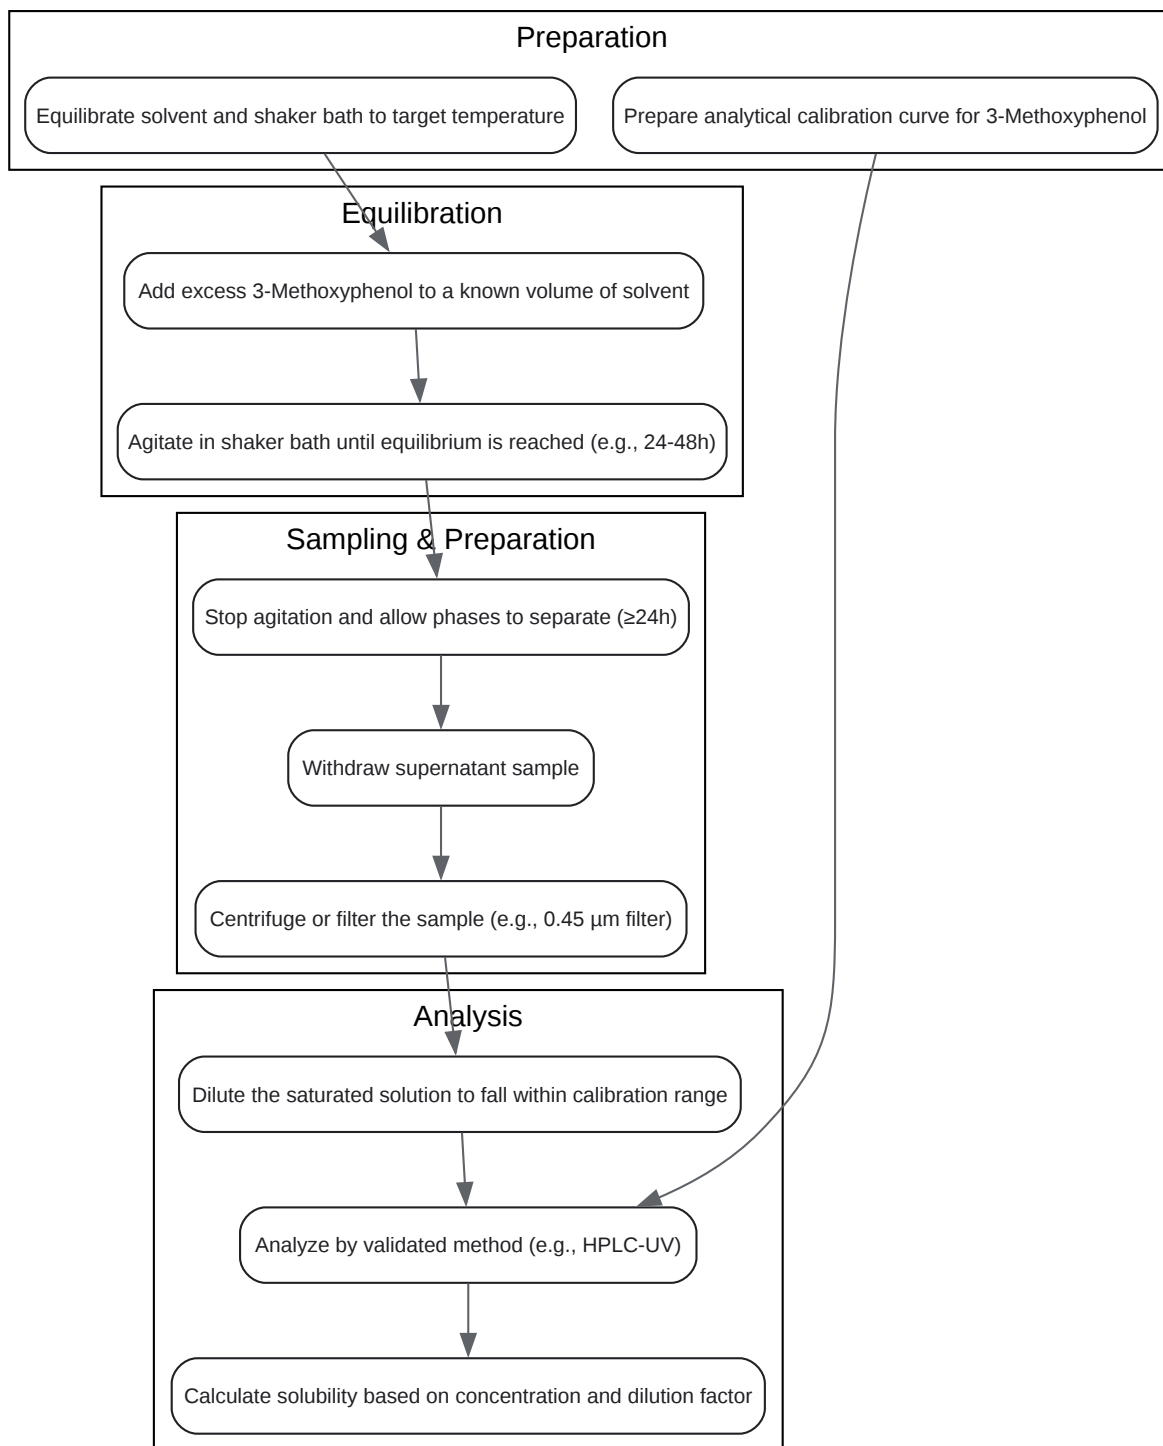 Preparation
Equilibrate solvent and shaker bath to target temperature
Prepare analytical calibration curve for 3-Methoxyphenol
Equilibration
Add excess 3-Methoxyphenol to a known volume of solvent
Agitate in shaker bath until equilibrium is reached (e.g., 24-48h)
Sampling & Preparation
Stop agitation and allow phases to separate (≥24h)
Withdraw supernatant sample
Centrifuge or filter the sample (e.g., 0.45 µm filter)
Analysis
Dilute the saturated solution to fall within calibration range
Analyze by validated method (e.g., HPLC-UV)
Calculate solubility based on concentration and dilution factor